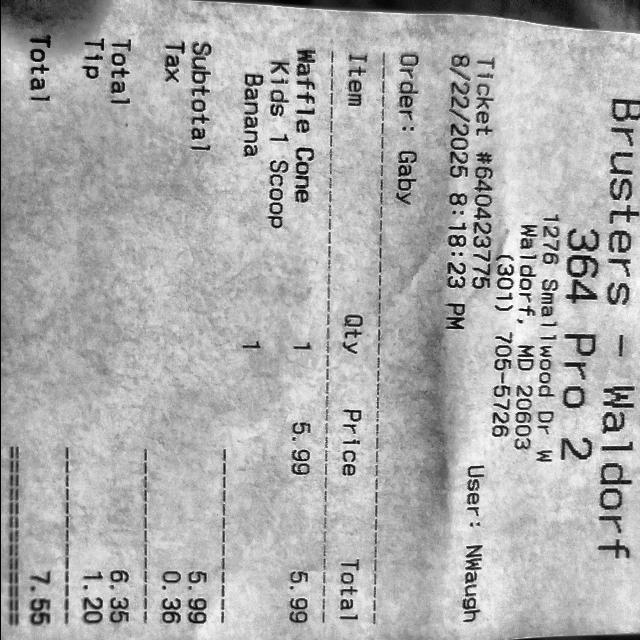 Brusters - Waldorf
364 Pro 2
1276 Smallwood Dr W
Waldorf, MD 20603
(301) 705-5726
Ticket #640423775 User: NWaugh
8/22/2025 8:18:23 PM
Order: Gaby
Item Qty Price Total
Waffle Cone 1 5.99 5.99
Kids 1 Scoop
Banana 1
Subtotal 5.99
Tax 0.36
Total 6.35
Tip 1.20
Total 7.55